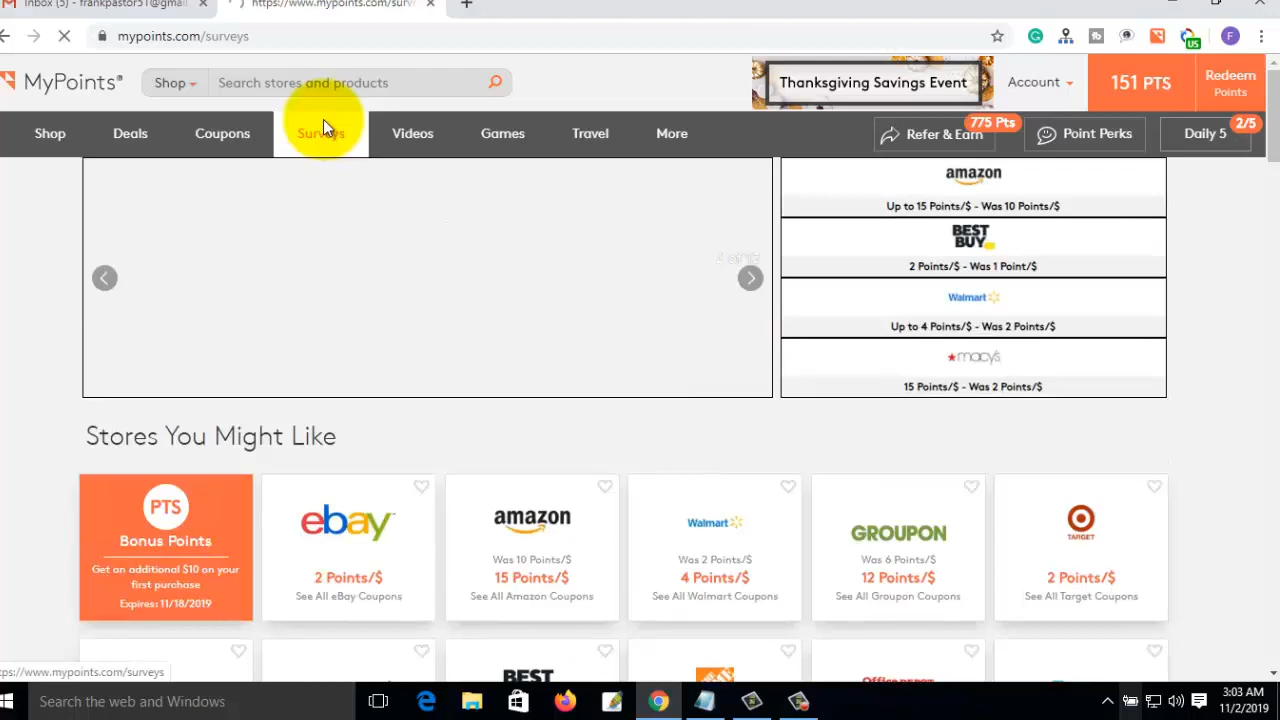 Inbox (5) - frankpastor51@gmail
https://www.mypoints.com/surv
mypoints.com/surveys
US
F
MyPoints®
Shop
Search stores and products
Thanksgiving Savings Event
Account
151 PTS
Redeem
Points
Shop
Deals
Coupons
Surveys
Videos
Games
Travel
More
Refer & Earn
775 Pts
Point Perks
Daily 5
2/5
amazon
Up to 15 Points/$ - Was 10 Points/$
BEST
BUY
2 Points/$ - Was 1 Point/$
Walmart
Up to 4 Points/$ - Was 2 Points/$
macy's
15 Points/$ - Was 2 Points/$
Stores You Might Like
PTS
Bonus Points
Get an additional $10 on your
first purchase
Expires: 11/18/2019
ebay
2 Points/$
See All eBay Coupons
amazon
Was 10 Points/$
15 Points/$
See All Amazon Coupons
Walmart
Was 2 Points/$
4 Points/$
See All Walmart Coupons
GROUPON
Was 6 Points/$
12 Points/$
See All Groupon Coupons
TARGET
2 Points/$
See All Target Coupons
BEST
Office DEPOT
tps://www.mypoints.com/surveys
Search the web and Windows
3:03 AM
11/2/2019